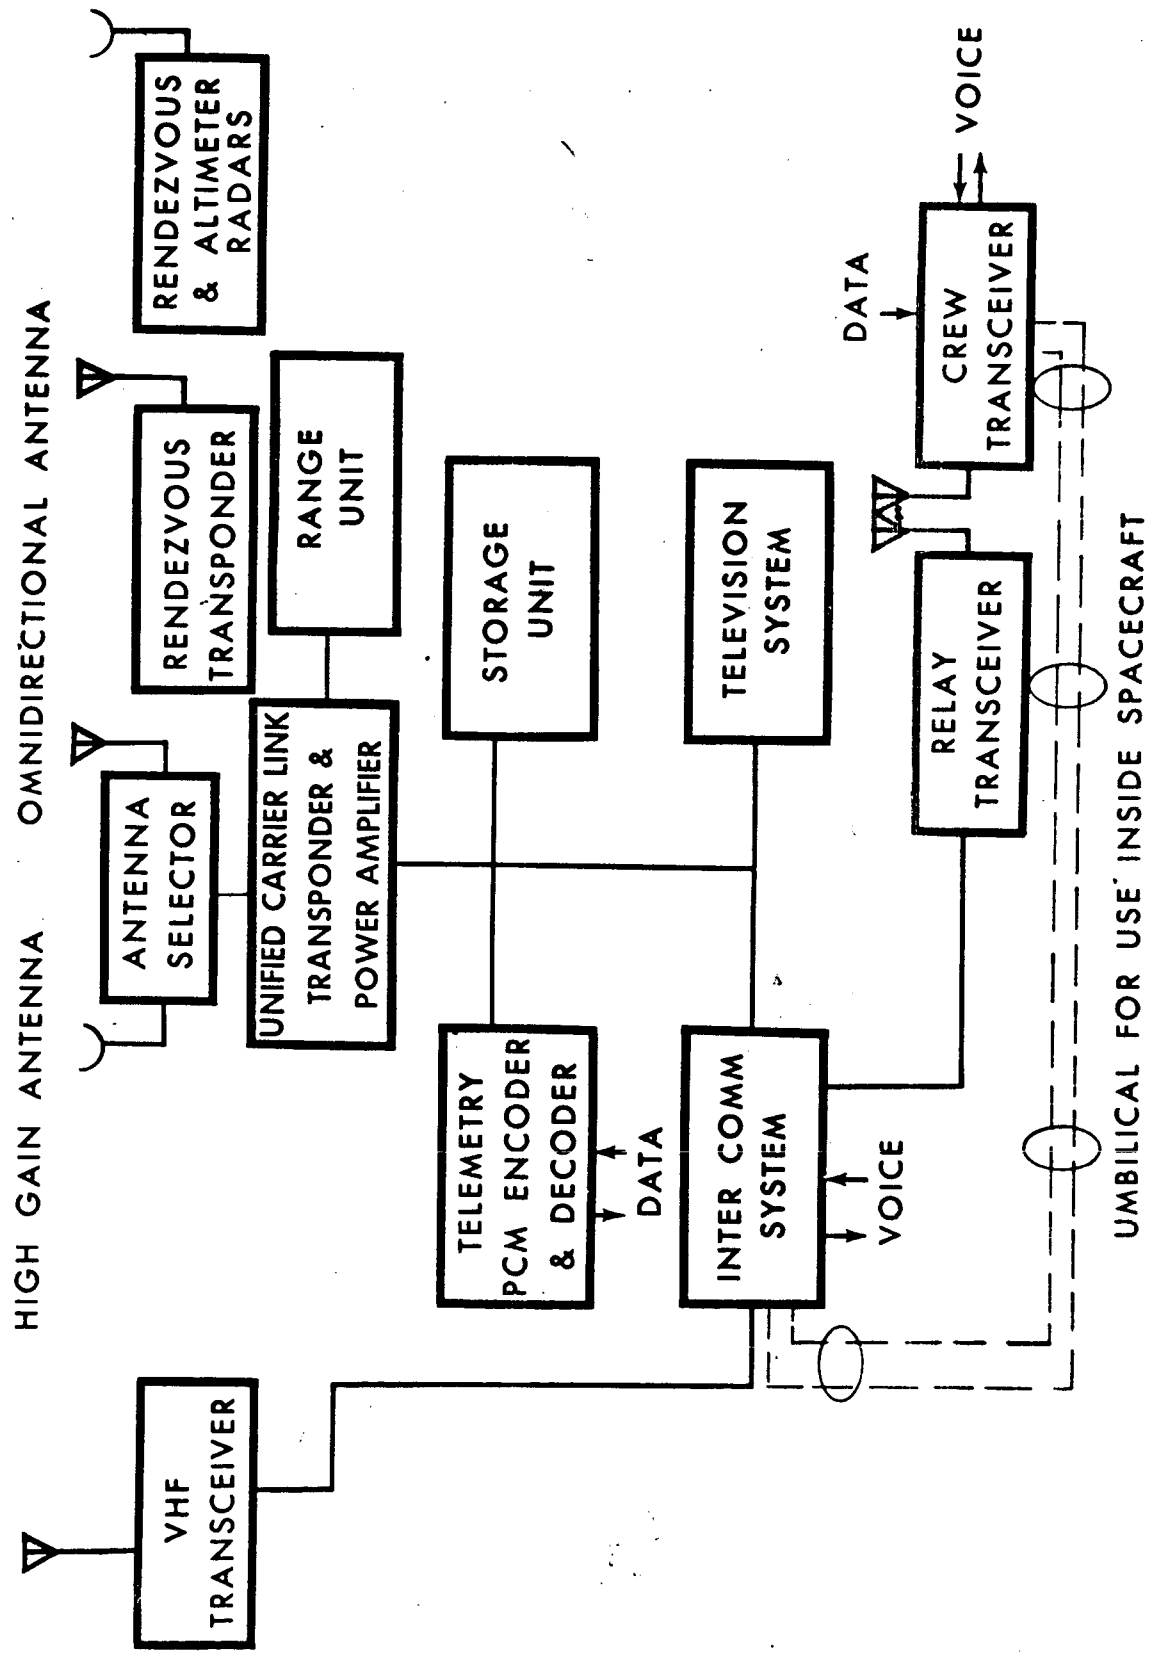 HIGH GAIN ANTENNA
OMNIDIRECTIONAL ANTENNA
VHF
TRANSCEIVER
ANTENNA
SELECTOR
RENDEZVOUS
TRANSPONDER
RENDEZVOUS
& ALTIMETER
RADARS
UNIFIED CARRIER LINK
TRANSPONDER &
POWER AMPLIFIER
RANGE
UNIT
TELEMETRY
PCM ENCODER
& DECODER
DATA
STORAGE
UNIT
INTER COMM
SYSTEM
VOICE
TELEVISION
SYSTEM
RELAY
TRANSCEIVER
DATA
CREW
TRANSCEIVER
VOICE
UMBILICAL FOR USE INSIDE SPACECRAFT